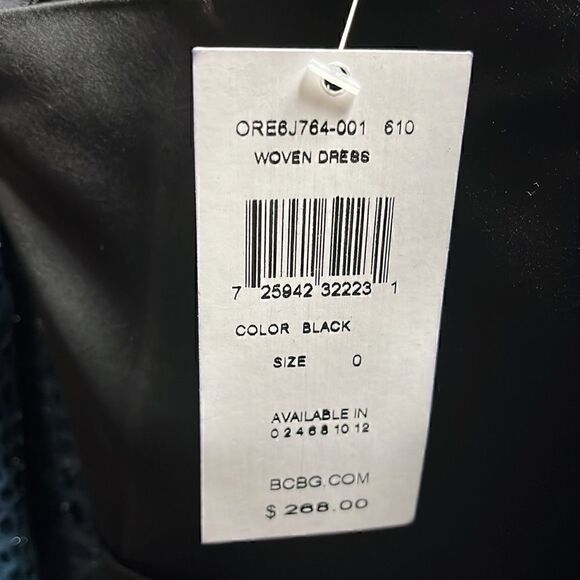 ORE6J764-001 610
WOVEN DRESS
7 25942 32223 1
COLOR BLACK
SIZE 0
AVAILABLE IN
0 2 4 6 8 10 12
BCBG.COM
$ 268.00